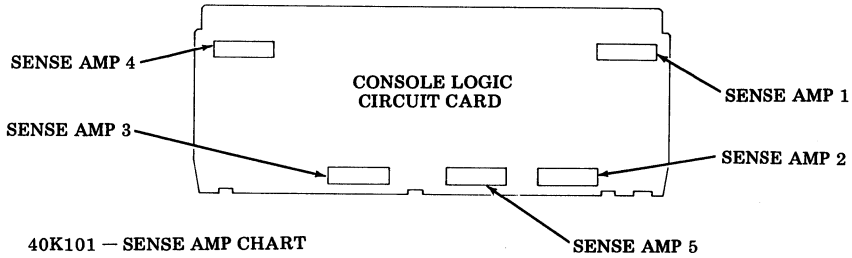 SENSE AMP 4
CONSOLE LOGIC
CIRCUIT CARD
SENSE AMP 1
SENSE AMP 3
SENSE AMP 2
40K101 — SENSE AMP CHART
SENSE AMP 5